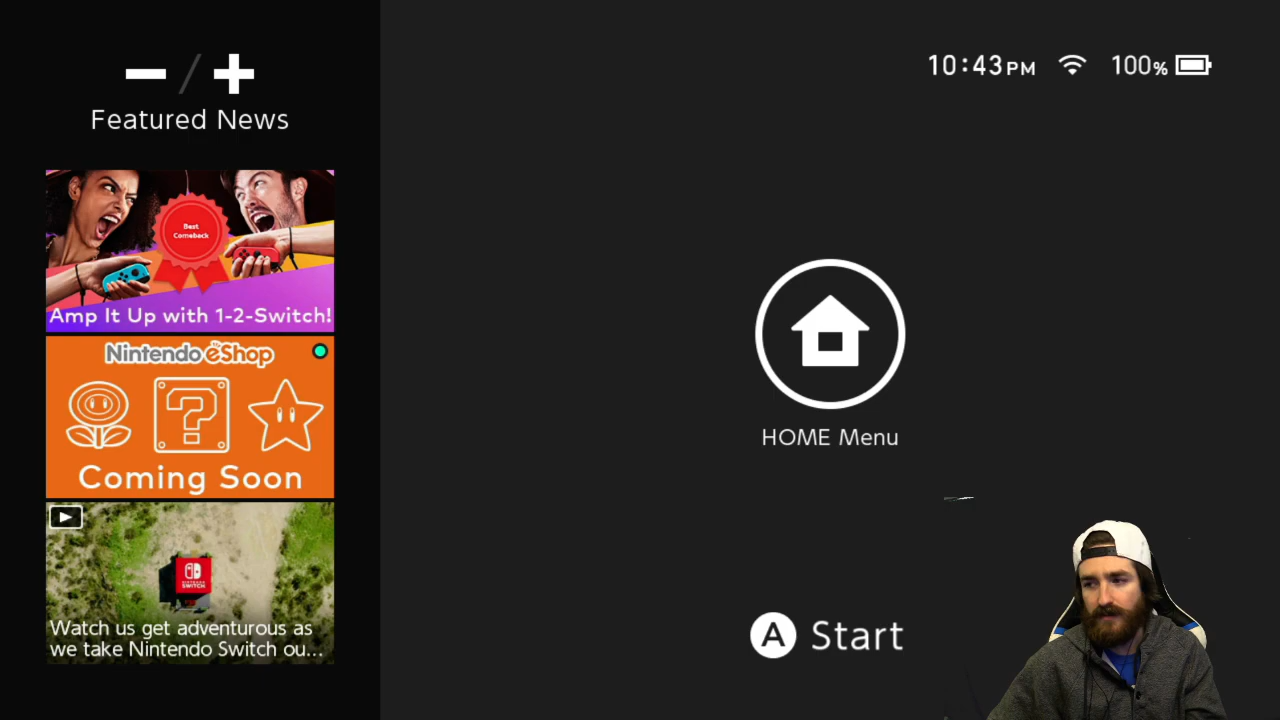 − / +
Featured News
Best
Comeback
Amp It Up with 1-2-Switch!
Nintendo eShop
?
Coming Soon
NINTENDO
SWITCH
Watch us get adventurous as
we take Nintendo Switch ou...
10:43PM 100%
HOME Menu
A Start